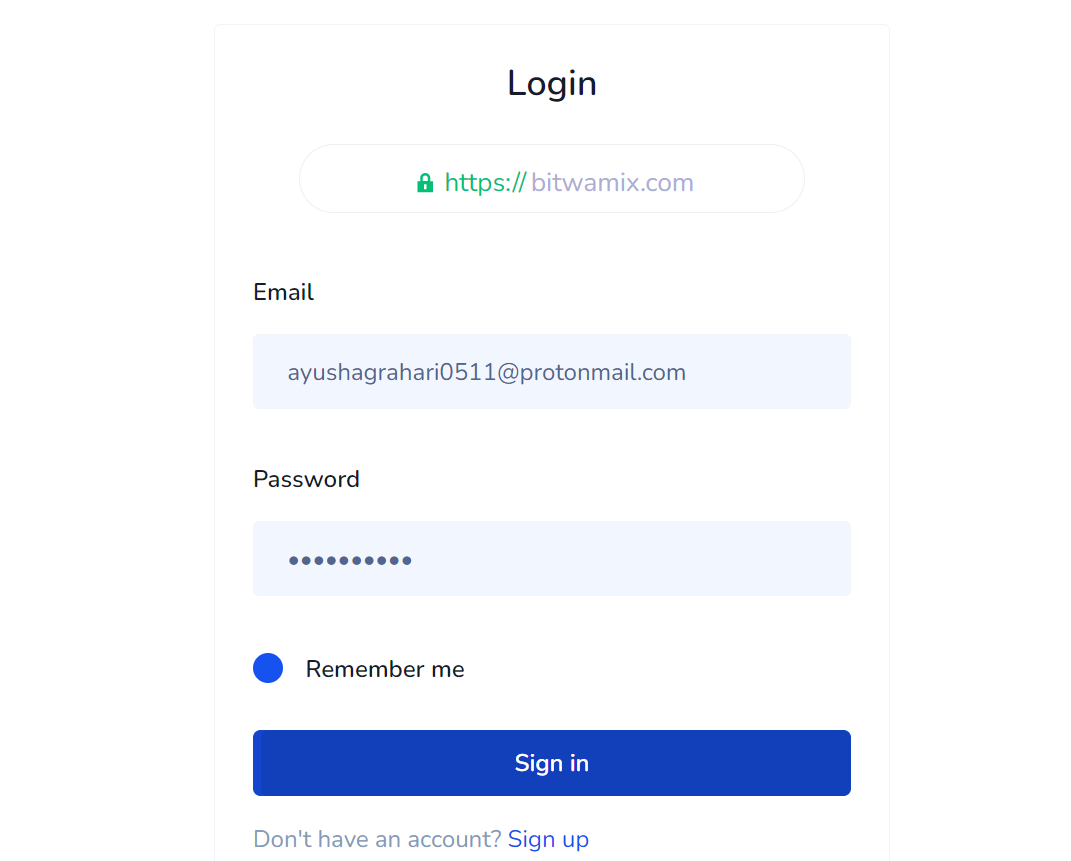 Login
https://bitwamix.com
Email
ayushagrahari0511@protonmail.com
Password
••••••••••
Remember me
Sign in
Don't have an account? Sign up